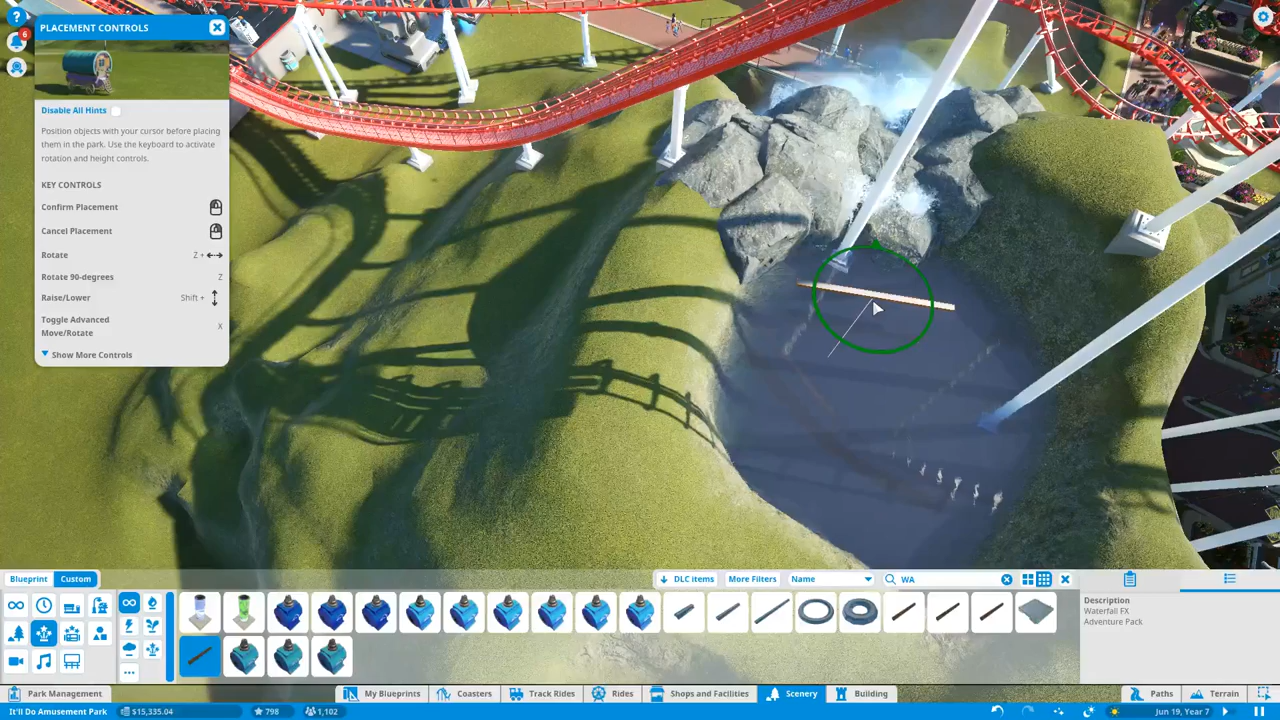 PLACEMENT CONTROLS
6
Disable All Hints
Position objects with your cursor before placing
them in the park. Use the keyboard to activate
rotation and height controls.
KEY CONTROLS
Confirm Placement
Cancel Placement
Rotate Z +
Rotate 90-degrees Z
Raise/Lower Shift +
Toggle Advanced
Move/Rotate X
Show More Controls
Blueprint Custom DLC items More Filters Name WA
Description
Waterfall FX
Adventure Pack
Park Management My Blueprints Coasters Track Rides Rides Shops and Facilities Scenery Building Paths Terrain
It'll Do Amusement Park $15,335.04 798 1,102 Jun 19, Year 7